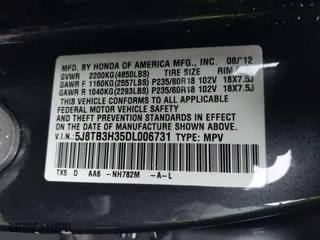 MFD. BY HONDA OF AMERICA MFG., INC. 08/12
GVWR 2200KG(4850LBS) TIRE SIZE RIM
GAWR F 1160KG(2557LBS) P235/60R18 102V 18X7.5J
GAWR R 1040KG(2293LBS) P235/60R18 102V 18X7.5J
THIS VEHICLE CONFORMS TO ALL APPLICABLE FEDERAL MOTOR
VEHICLE SAFETY AND THEFT PREVENTION STANDARDS IN EFFECT ON
THE DATE OF MANUFACTURE SHOWN ABOVE.
V.I.N: 5J8TB3H35DL006731 TYPE: MPV
TX5 D AA6 -NH782M -A-L